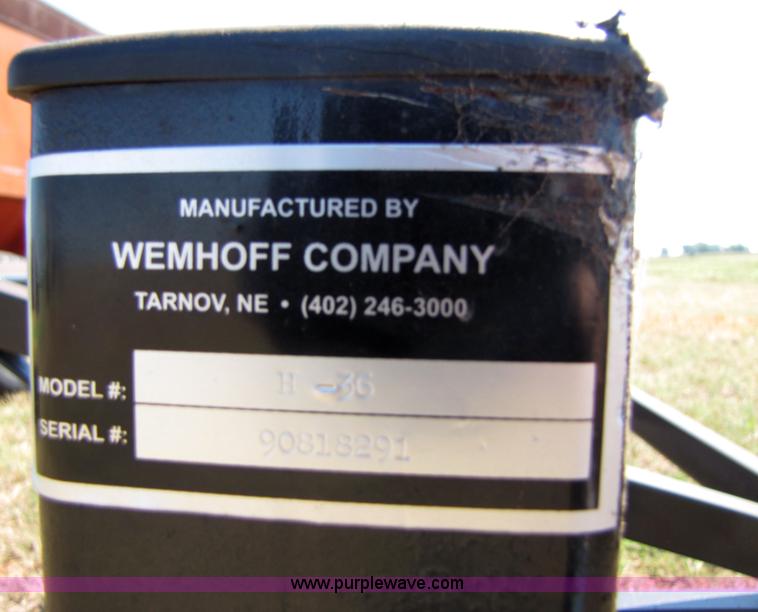 MANUFACTURED BY
WEMHOFF COMPANY
TARNOV, NE • (402) 246-3000
MODEL #: H -36
SERIAL #: 90818291
www.purplewave.com